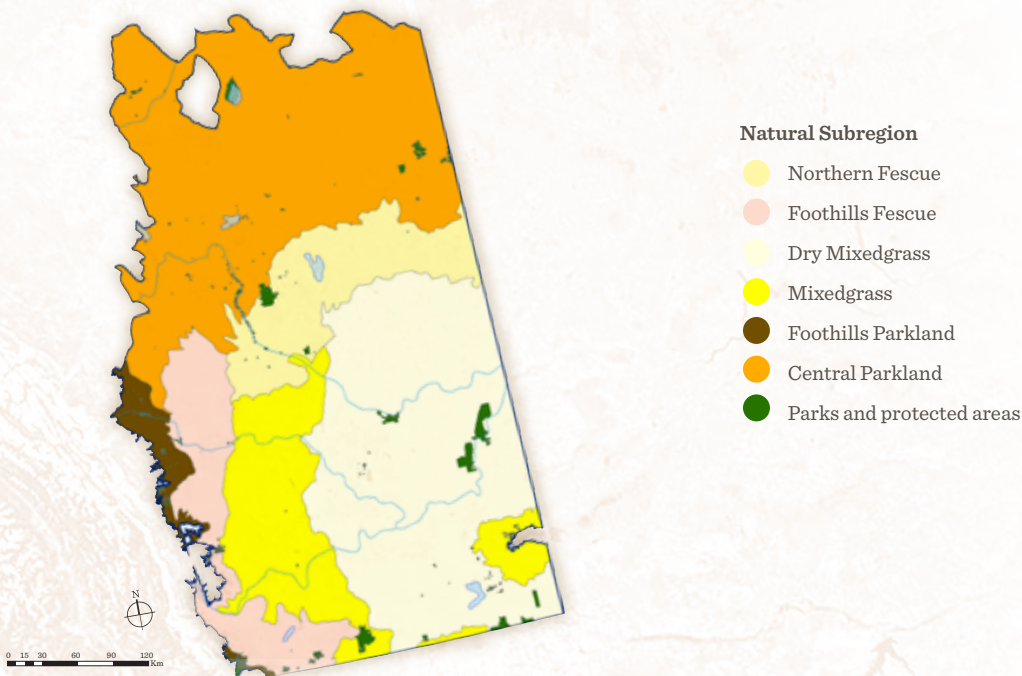 Natural Subregion
Northern Fescue
Foothills Fescue
Dry Mixedgrass
Mixedgrass
Foothills Parkland
Central Parkland
Parks and protected areas
N
0 15 30 60 90 120
Km